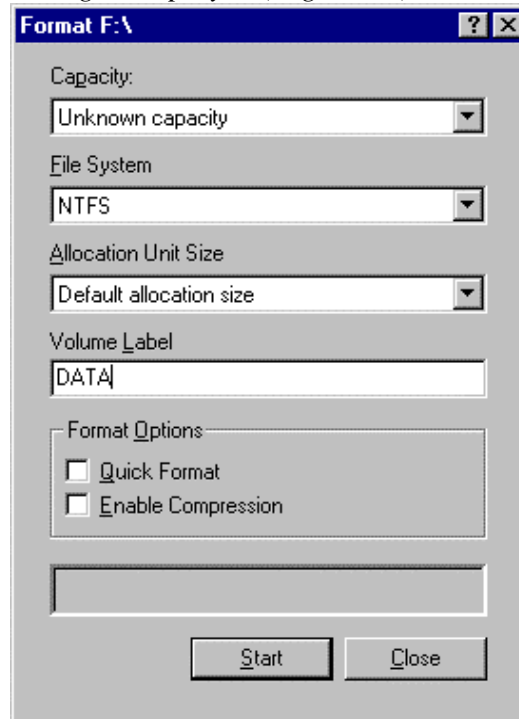 Format F:\
Capacity:
Unknown capacity
File System
NTFS
Allocation Unit Size
Default allocation size
Volume Label
DATA
Format Options
Quick Format
Enable Compression
Start Close